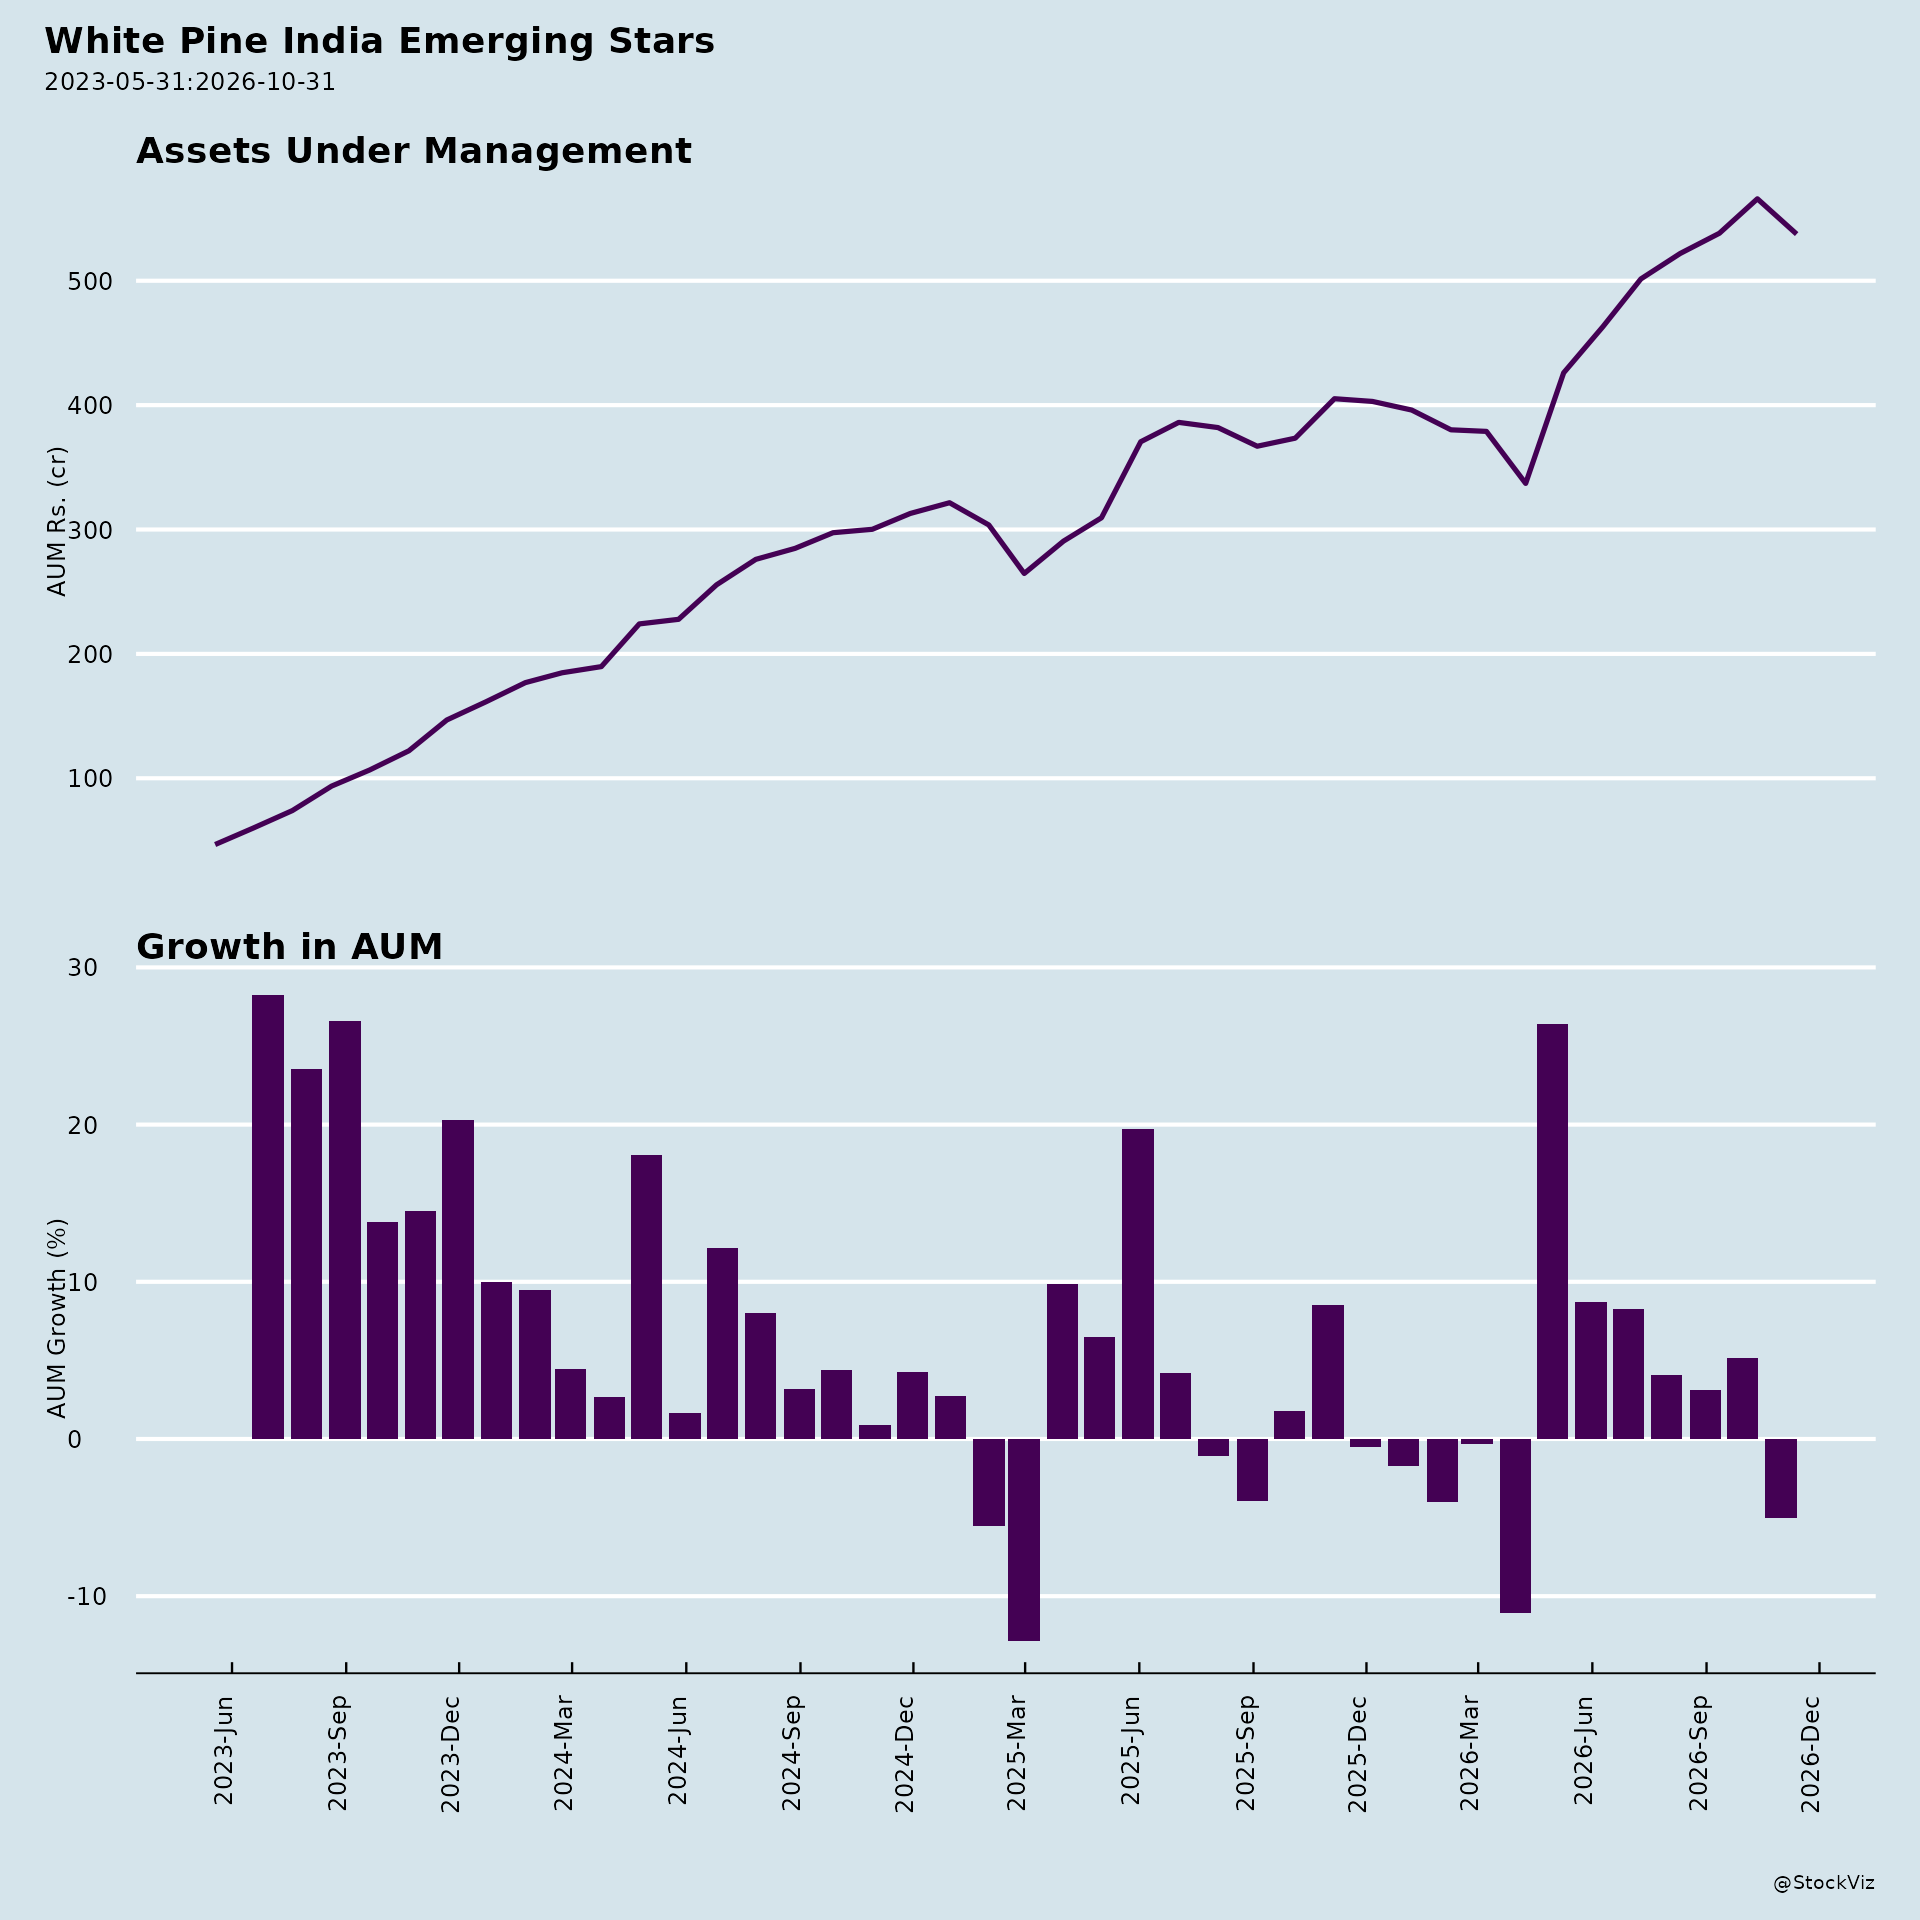 White Pine India Emerging Stars
2023-05-31:2026-10-31
Assets Under Management
AUM Rs. (cr)
500
400
300
200
100
Growth in AUM
AUM Growth (%)
30
20
10
0
-10
2023-Jun
2023-Sep
2023-Dec
2024-Mar
2024-Jun
2024-Sep
2024-Dec
2025-Mar
2025-Jun
2025-Sep
2025-Dec
2026-Mar
2026-Jun
2026-Sep
2026-Dec
@StockViz